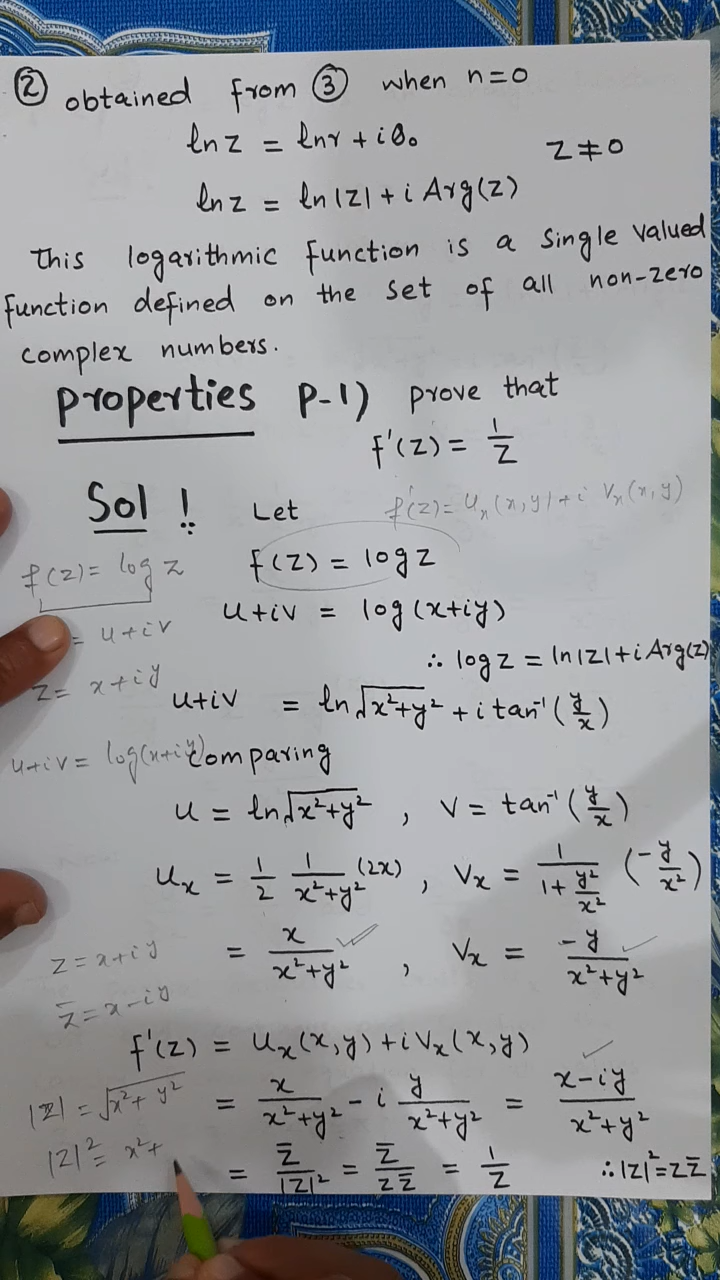 ② obtained from ③ when n=0
ln z = ln r + iθ₀ z ≠ 0
ln z = ln |z| + i Arg(z)
This logarithmic function is a single valued
function defined on the set of all non-zero
complex numbers.
Properties P-1) prove that
f'(z) = 1/z
Sol! Let f'(z) = uₓ(x,y) + i vₓ(x,y)
f(z) = log z f(z) = log z
= u+iv u+iv = log(x+iy)
∴ log z = ln|z| + i Arg(z)
z = x+iy u+iv = ln √(x²+y²) + i tan⁻¹(y/x)
u+iv = log(x+iy) Comparing
u = ln √(x²+y²) , v = tan⁻¹(y/x)
uₓ = 1/2 1/(x²+y²) (2x) , vₓ = 1/(1+y²/x²) (-y/x²)
z = x+iy = x/(x²+y²) ✓ , vₓ = -y/(x²+y²) ✓
z̄ = x-iy
f'(z) = uₓ(x,y) + i vₓ(x,y)
|z| = √(x²+y²) = x/(x²+y²) - i y/(x²+y²) = (x-iy)/(x²+y²) ✓
|z|² = x²+ = z̄/|z|² = z̄/(z z̄) = 1/z ∴ |z|² = z z̄